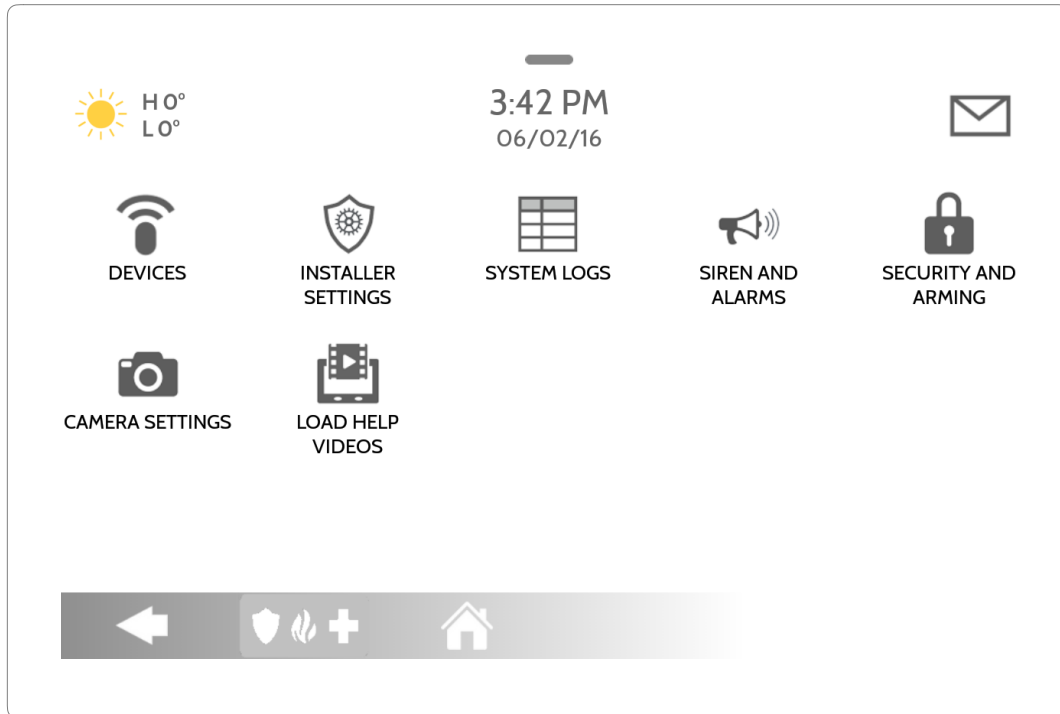 H 0°
L 0°
3:42 PM
06/02/16
DEVICES
INSTALLER
SETTINGS
SYSTEM LOGS
SIREN AND
ALARMS
SECURITY AND
ARMING
CAMERA SETTINGS
LOAD HELP
VIDEOS